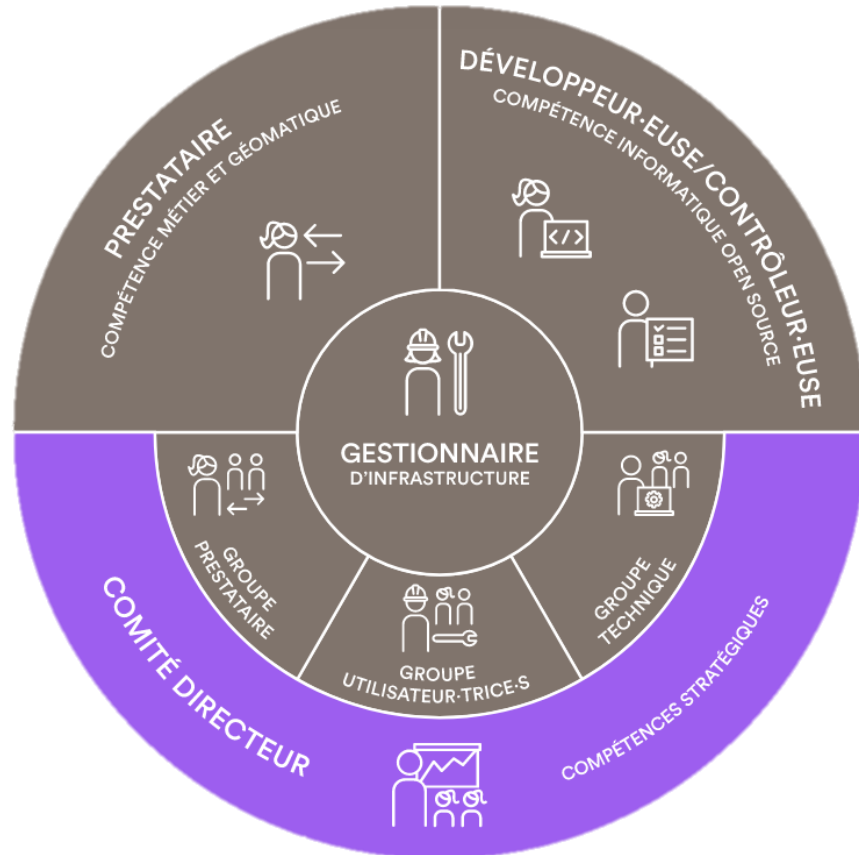 PRESTATAIRE
COMPÉTENCE MÉTIER ET GÉOMATIQUE
DÉVELOPPEUR·EUSE/CONTRÔLEUR·EUSE
COMPÉTENCE INFORMATIQUE OPEN SOURCE
</>
GESTIONNAIRE
D'INFRASTRUCTURE
GROUPE
PRESTATAIRE
GROUPE
UTILISATEUR·TRICE·S
GROUPE
TECHNIQUE
COMITÉ DIRECTEUR
COMPÉTENCES STRATÉGIQUES